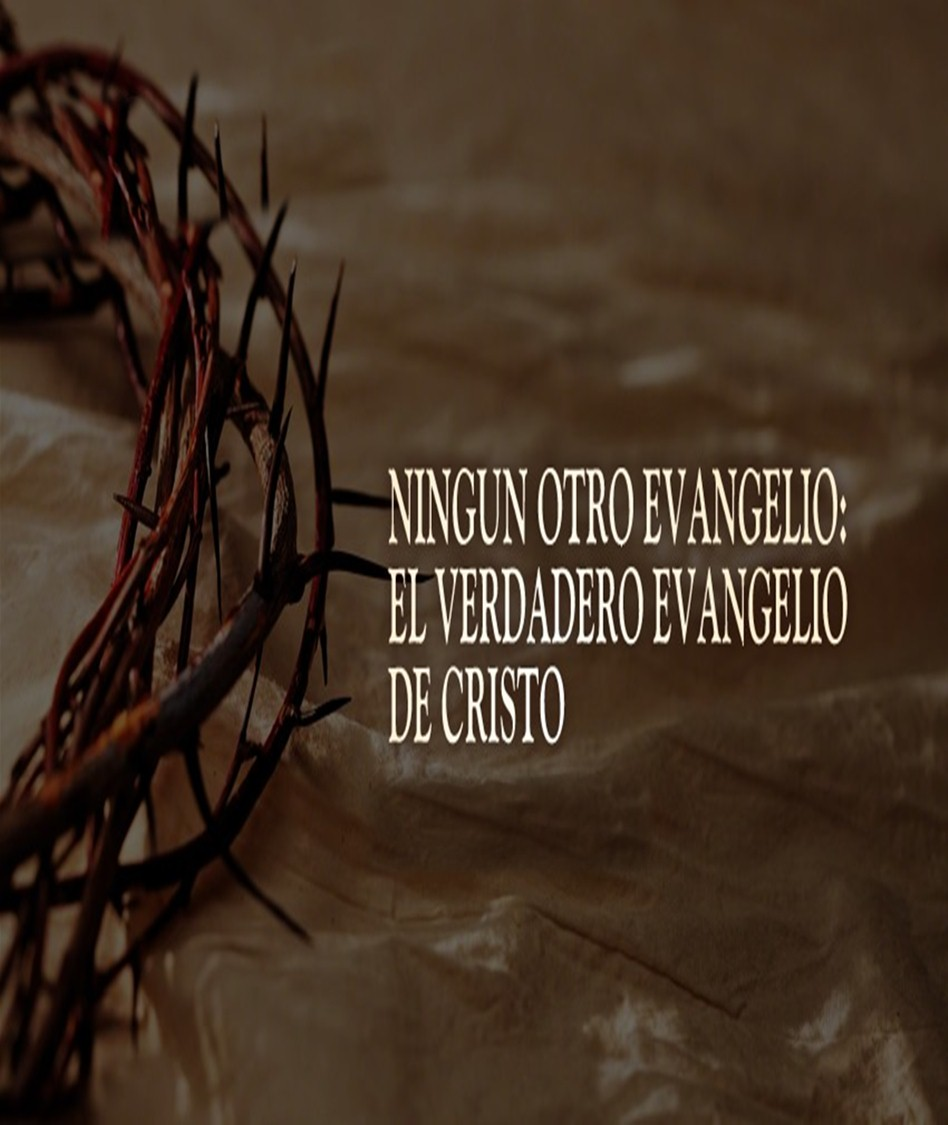 NINGUN OTRO EVANGELIO:
EL VERDADERO EVANGELIO
DE CRISTO